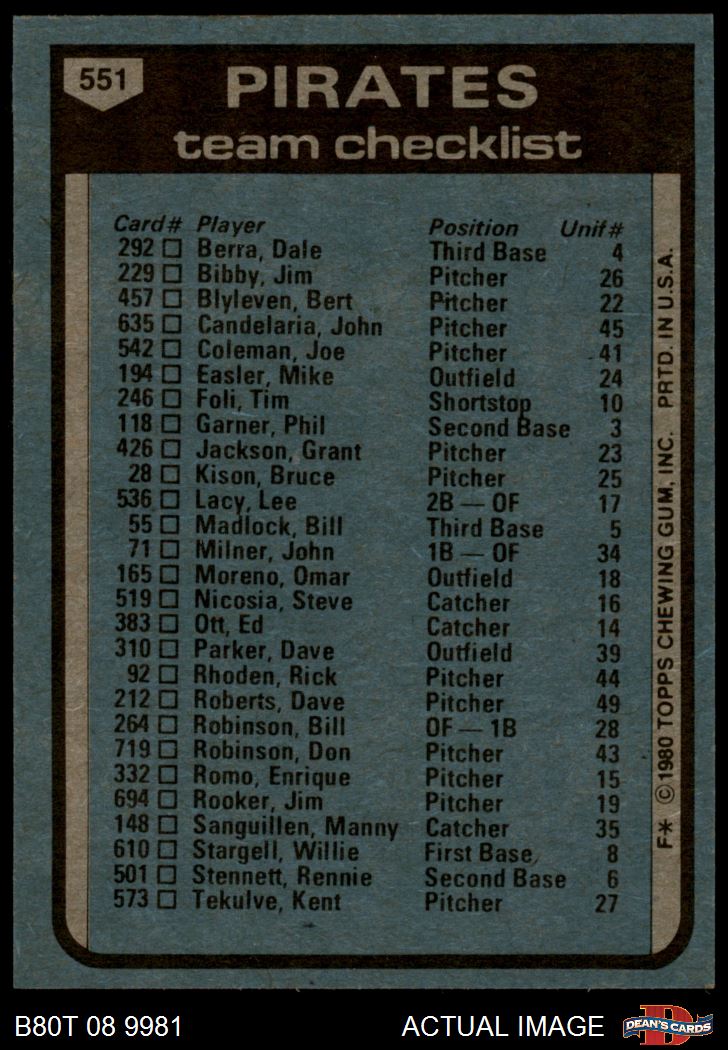 551
PIRATES
team checklist
Card# Player Position Unif#
292 Berra, Dale Third Base 4
229 Bibby, Jim Pitcher 26
457 Blyleven, Bert Pitcher 22
635 Candelaria, John Pitcher 45
542 Coleman, Joe Pitcher 41
194 Easler, Mike Outfield 24
246 Foli, Tim Shortstop 10
118 Garner, Phil Second Base 3
426 Jackson, Grant Pitcher 23
28 Kison, Bruce Pitcher 25
536 Lacy, Lee 2B — OF 17
55 Madlock, Bill Third Base 5
71 Milner, John 1B — OF 34
165 Moreno, Omar Outfield 18
519 Nicosia, Steve Catcher 16
383 Ott, Ed Catcher 14
310 Parker, Dave Outfield 39
92 Rhoden, Rick Pitcher 44
212 Roberts, Dave Pitcher 49
264 Robinson, Bill OF — 1B 28
719 Robinson, Don Pitcher 43
332 Romo, Enrique Pitcher 15
694 Rooker, Jim Pitcher 19
148 Sanguillen, Manny Catcher 35
610 Stargell, Willie First Base 8
501 Stennett, Rennie Second Base 6
573 Tekulve, Kent Pitcher 27
F* © 1980 TOPPS CHEWING GUM, INC. PRTD. IN U.S.A.
B80T 08 9981 ACTUAL IMAGE
D
DEAN'S CARDS